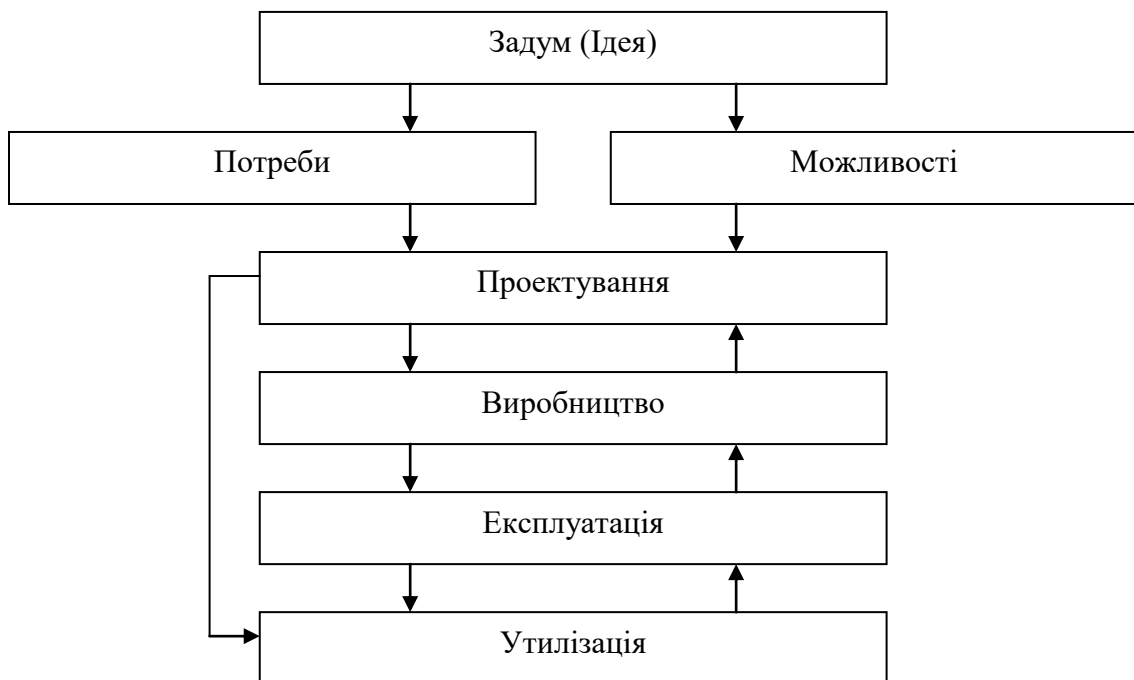 Задум (Ідея)
Потреби
Можливості
Проектування
Виробництво
Експлуатація
Утилізація